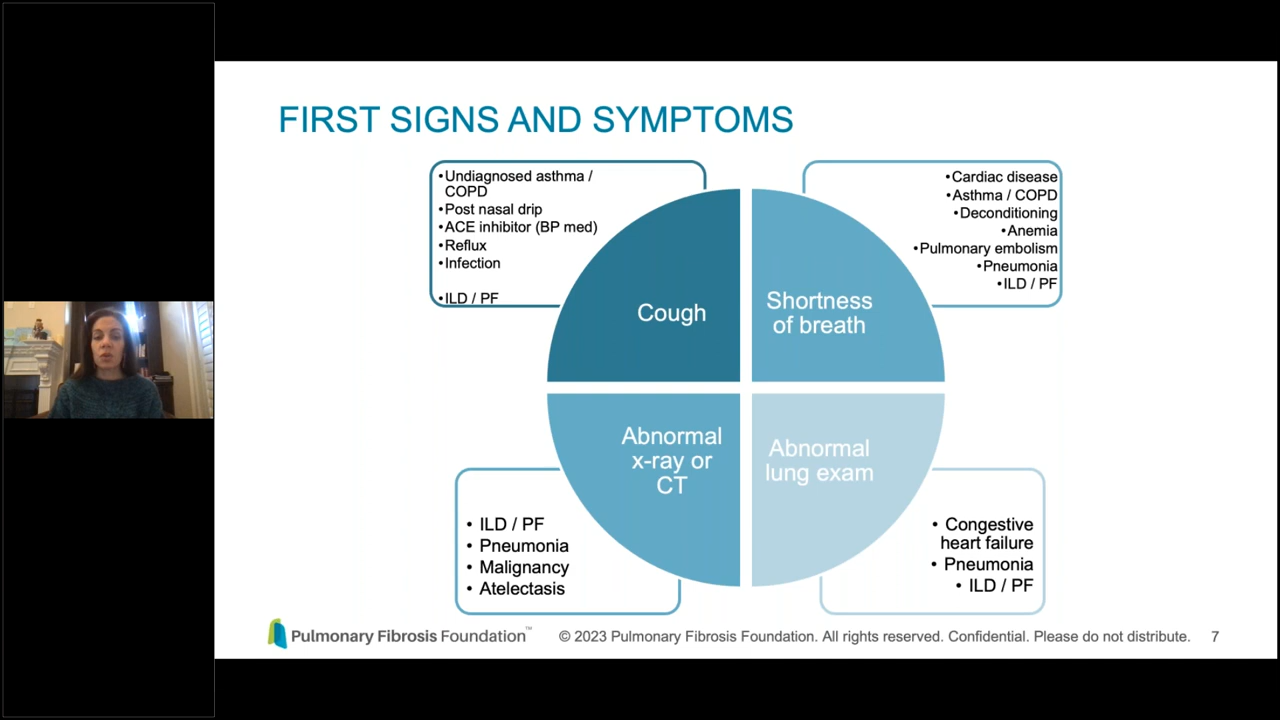 FIRST SIGNS AND SYMPTOMS
•Undiagnosed asthma /
COPD
•Post nasal drip
•ACE inhibitor (BP med)
•Reflux
•Infection
•ILD / PF
•Cardiac disease
•Asthma / COPD
•Deconditioning
•Anemia
•Pulmonary embolism
•Pneumonia
•ILD / PF
Cough
Shortness
of breath
Abnormal
x-ray or
CT
Abnormal
lung exam
• ILD / PF
• Pneumonia
• Malignancy
• Atelectasis
• Congestive
heart failure
• Pneumonia
• ILD / PF
Pulmonary Fibrosis Foundation™
© 2023 Pulmonary Fibrosis Foundation. All rights reserved. Confidential. Please do not distribute.
7